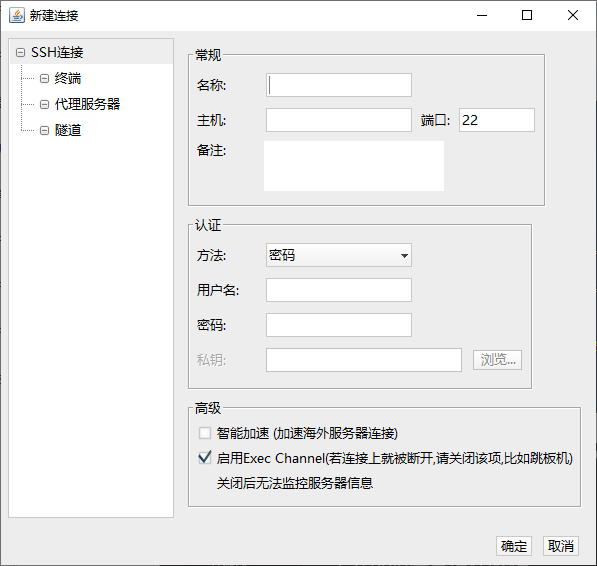 新建连接
SSH连接
终端
代理服务器
隧道
常规
名称:
主机:
端口: 22
备注:
认证
方法: 密码
用户名:
密码:
私钥: 浏览...
高级
智能加速 (加速海外服务器连接)
启用Exec Channel(若连接上就被断开,请关闭该项,比如跳板机)
关闭后无法监控服务器信息
确定 取消